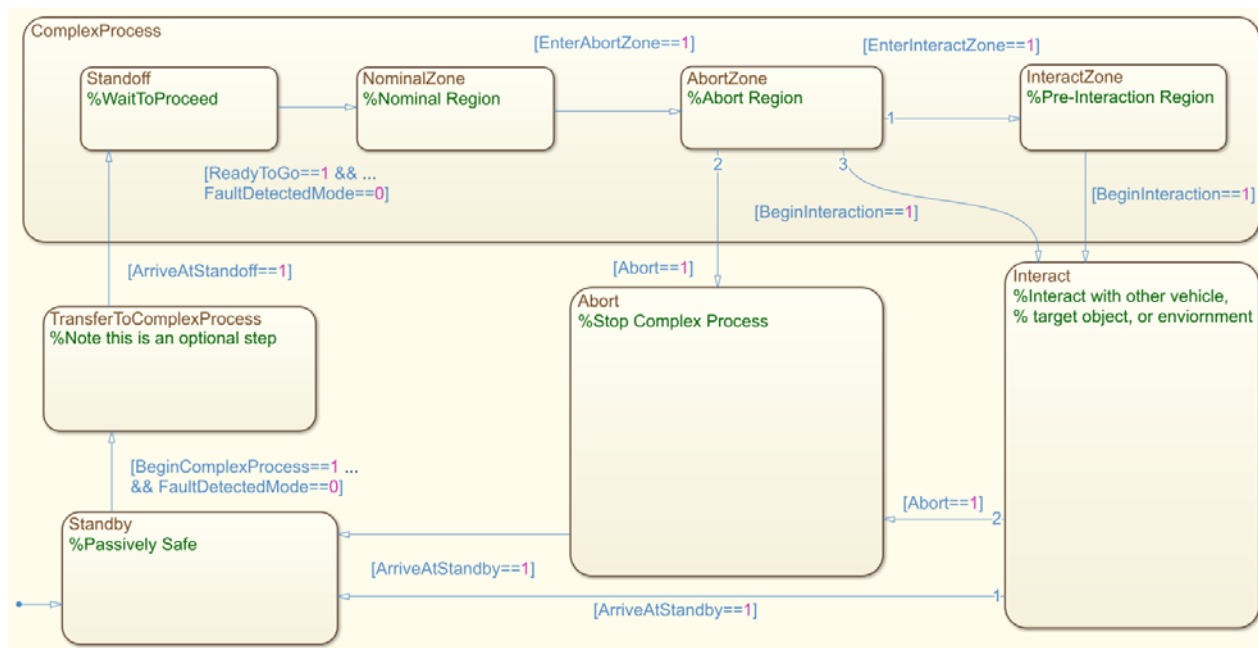 ComplexProcess
[EnterAbortZone==1]
[EnterInteractZone==1]
Standoff
%WaitToProceed
NominalZone
%Nominal Region
AbortZone
%Abort Region
InteractZone
%Pre-Interaction Region
1
2
3
[ReadyToGo==1 && ...
FaultDetectedMode==0]
[BeginInteraction==1]
[BeginInteraction==1]
[ArriveAtStandoff==1]
[Abort==1]
Interact
%Interact with other vehicle,
% target object, or enviornment
Abort
%Stop Complex Process
TransferToComplexProcess
%Note this is an optional step
[BeginComplexProcess==1 ...
&& FaultDetectedMode==0]
[Abort==1]
2
Standby
%Passively Safe
[ArriveAtStandby==1]
1
[ArriveAtStandby==1]